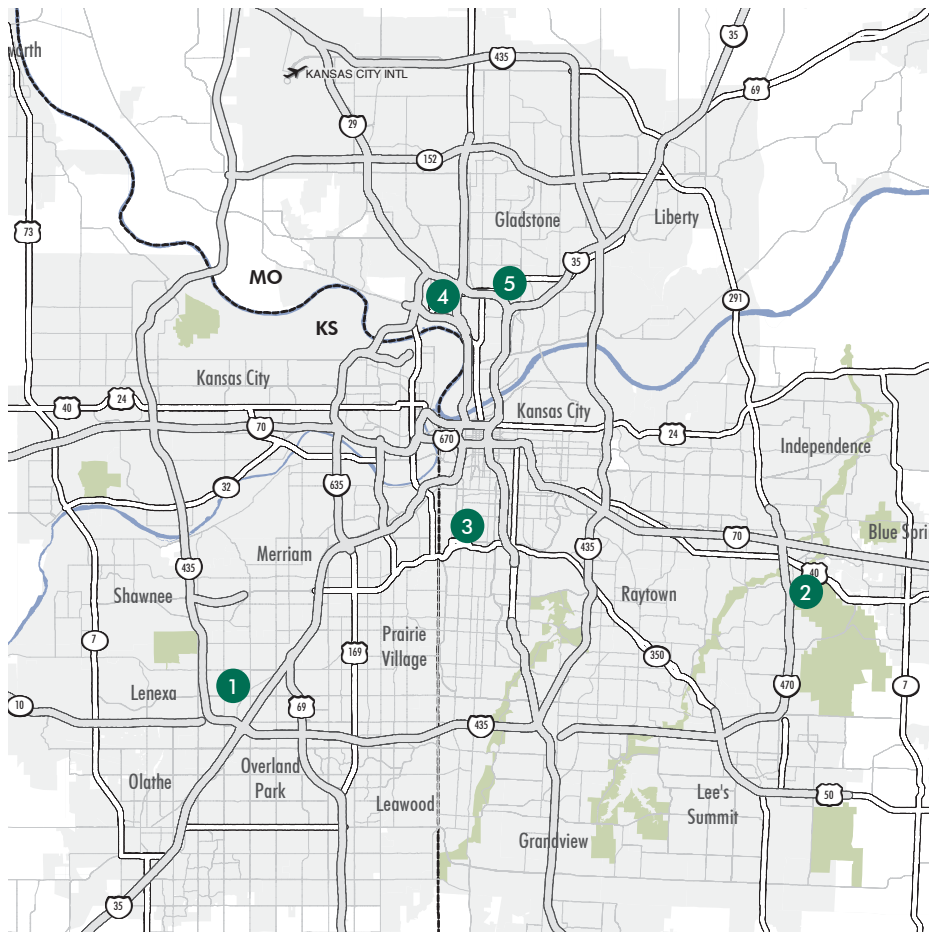 35
435
worth
KANSAS CITY INTL
69
29
152
Gladstone
Liberty
73
35
MO
5
4
291
KS
Kansas City
24
40
Kansas City
70
670
24
Independence
635
32
3
Blue Spri
70
435
Merriam
435
40
2
Shawnee
Raytown
7
Prairie
Village
169
350
1
Lenexa
470
7
10
69
435
Overland
Park
Olathe
Lee's
Summit
50
Leawood
Grandview
35